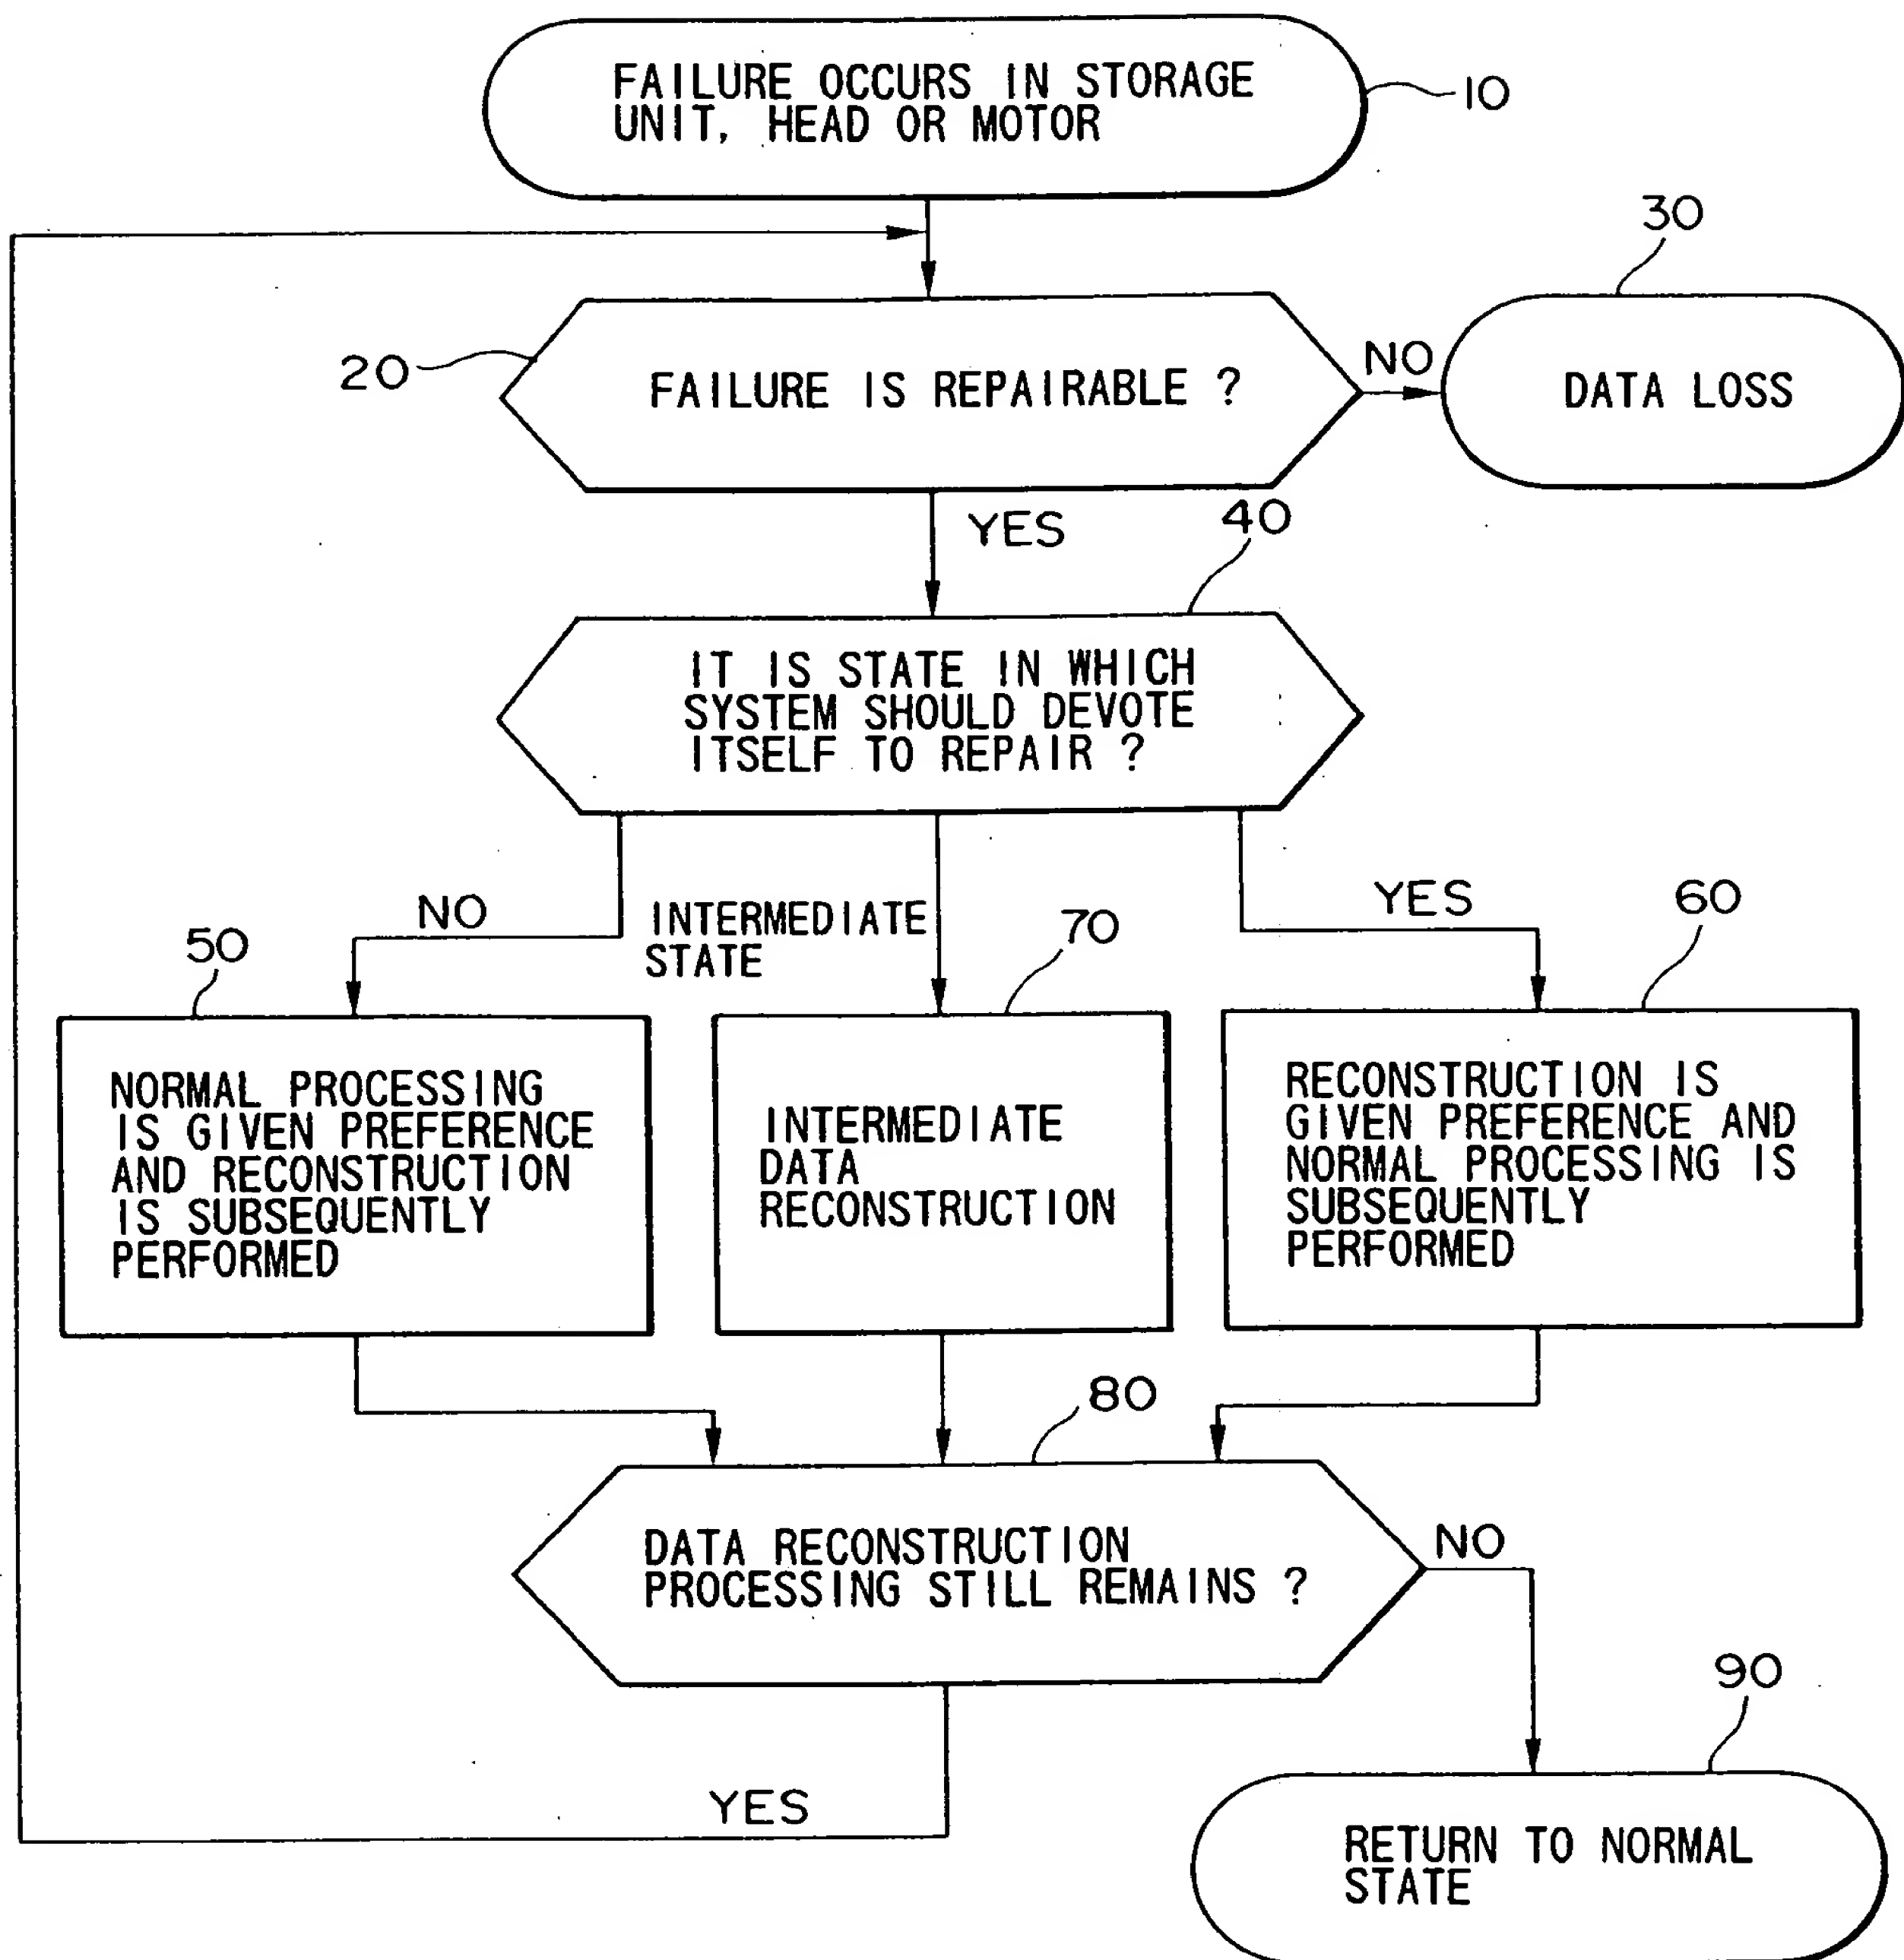 FAILURE OCCURS IN STORAGE
UNIT, HEAD OR MOTOR
10
30
20
FAILURE IS REPAIRABLE ?
NO
DATA LOSS
YES
40
IT IS STATE IN WHICH
SYSTEM SHOULD DEVOTE
ITSELF TO REPAIR ?
NO
INTERMEDIATE
STATE
YES
50
70
60
NORMAL PROCESSING
IS GIVEN PREFERENCE
AND RECONSTRUCTION
IS SUBSEQUENTLY
PERFORMED
INTERMEDIATE
DATA
RECONSTRUCTION
RECONSTRUCTION IS
GIVEN PREFERENCE AND
NORMAL PROCESSING IS
SUBSEQUENTLY
PERFORMED
80
DATA RECONSTRUCTION
PROCESSING STILL REMAINS ?
NO
90
YES
RETURN TO NORMAL
STATE